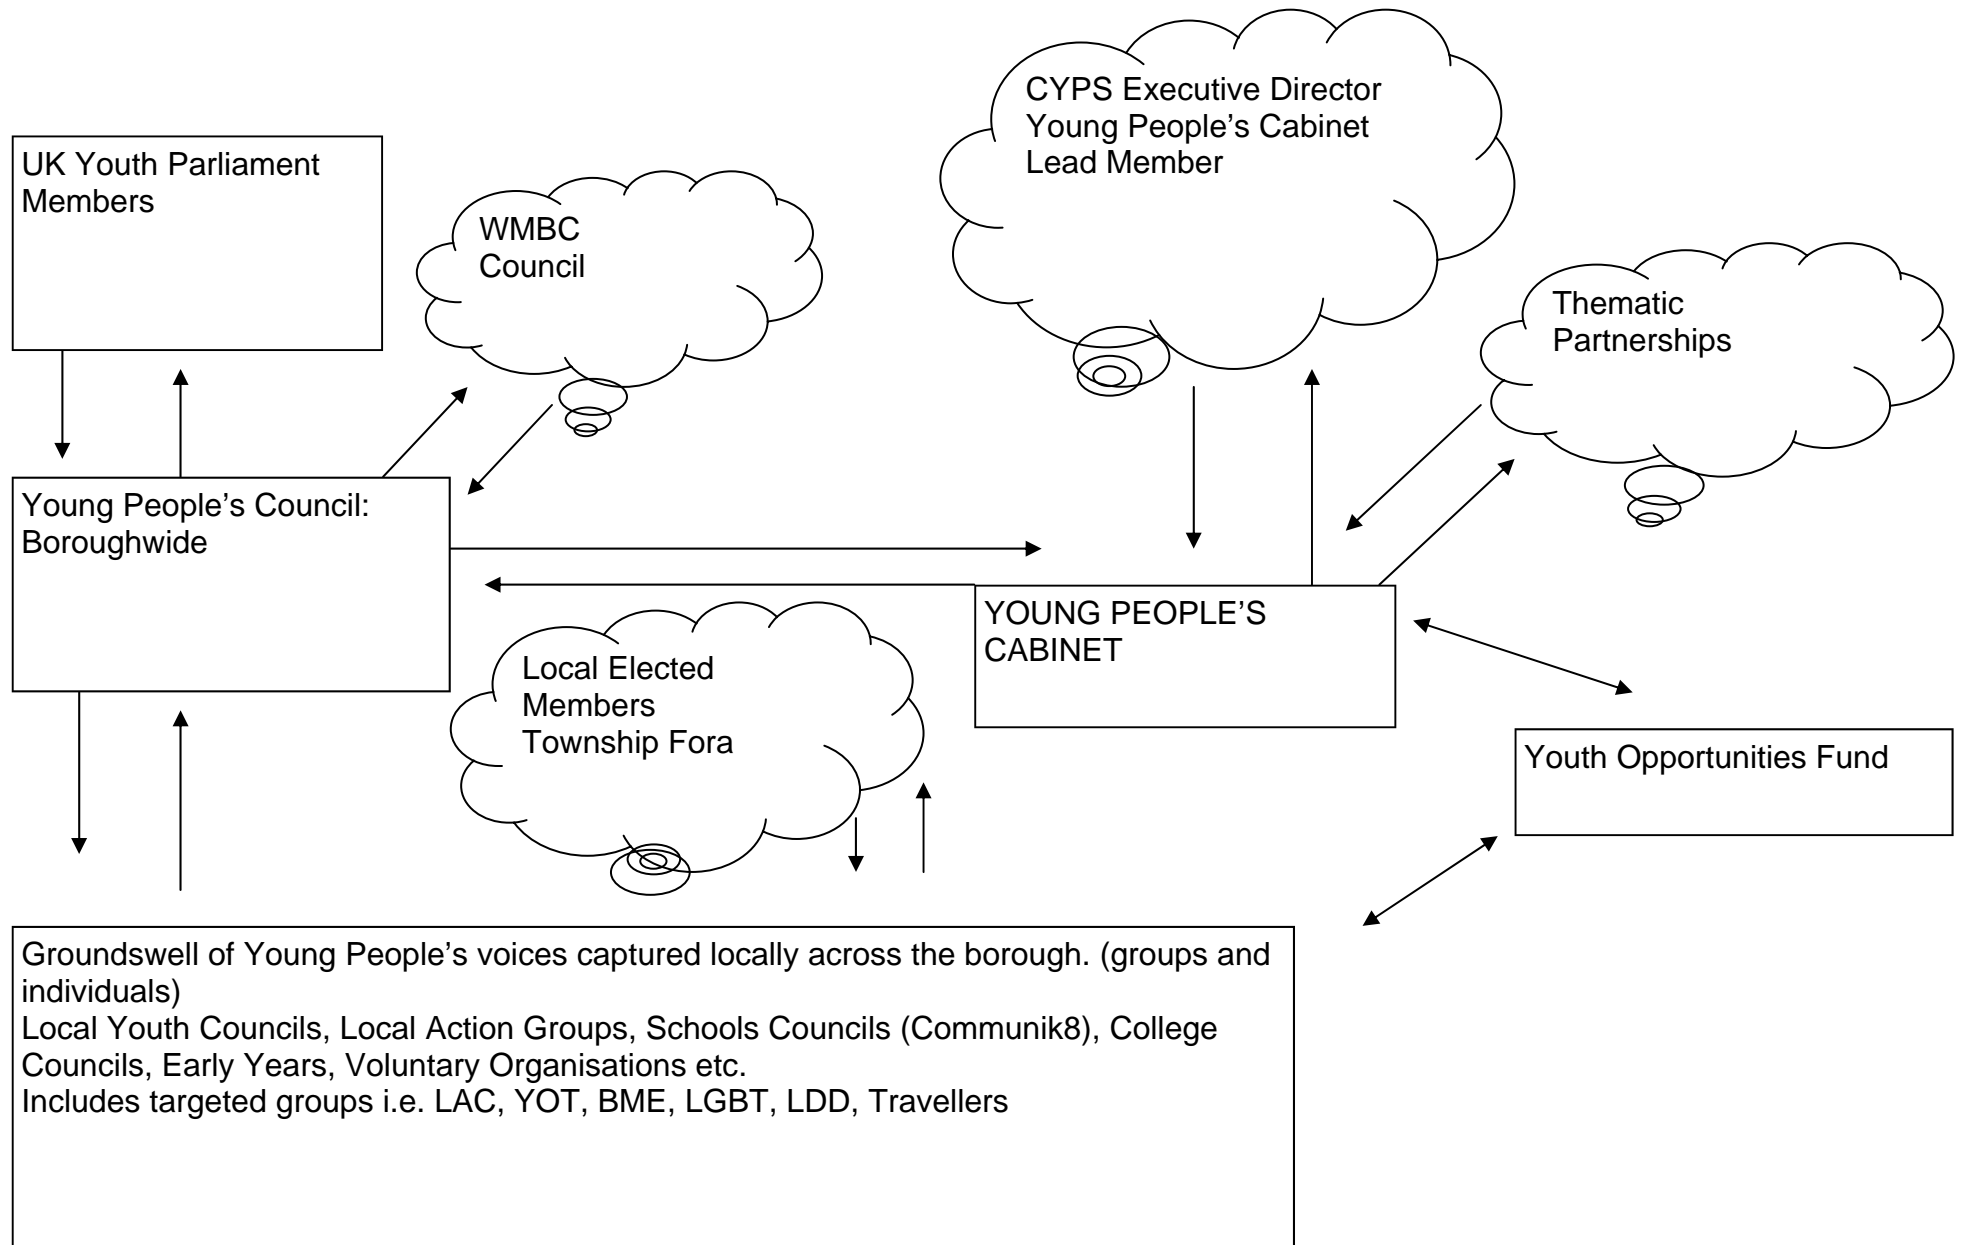 CYPS Executive Director
Young People’s Cabinet
Lead Member
UK Youth Parliament
Members
WMBC
Council
Thematic
Partnerships
Young People’s Council:
Boroughwide
YOUNG PEOPLE’S
CABINET
Local Elected
Members
Township Fora
Youth Opportunities Fund
Groundswell of Young People’s voices captured locally across the borough. (groups and
individuals)
Local Youth Councils, Local Action Groups, Schools Councils (Communik8), College
Councils, Early Years, Voluntary Organisations etc.
Includes targeted groups i.e. LAC, YOT, BME, LGBT, LDD, Travellers